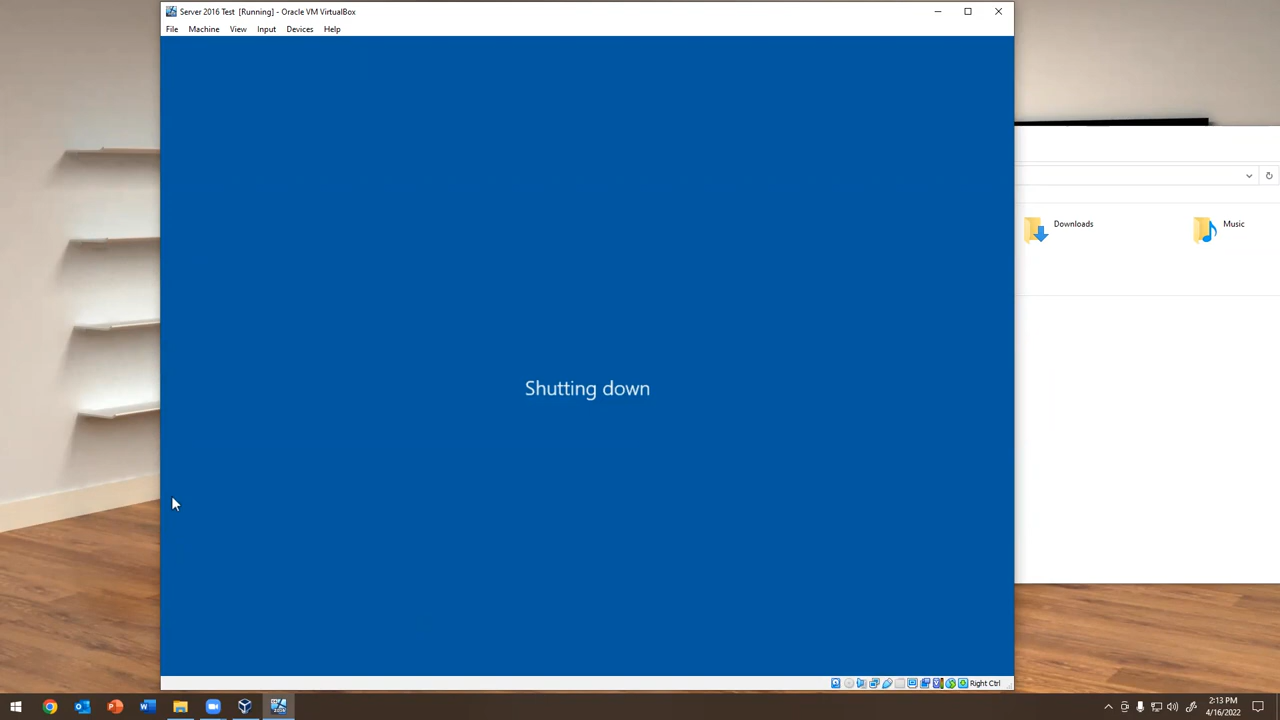 Server 2016 Test [Running] - Oracle VM VirtualBox
File Machine View Input Devices Help
Downloads
Music
Shutting down
Right Ctrl
2:13 PM
4/16/2022